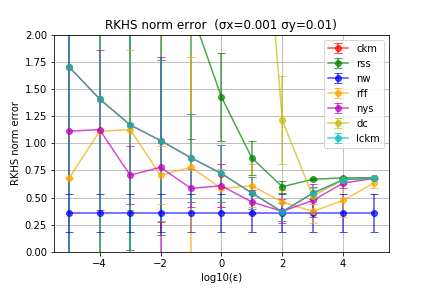 RKHS norm error (σx=0.001 σy=0.01)
RKHS norm error
2.00
1.75
1.50
1.25
1.00
0.75
0.50
0.25
0.00
ckm
rss
nw
rff
nys
dc
lckm
−4 −2 0 2 4
log10(ε)